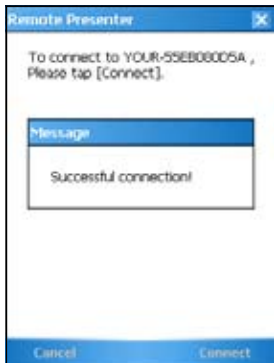 Remote Presenter
To connect to YOUR-55EB080D5A ,
Please tap [Connect].
Message
Successful connection!
Cancel
Connect